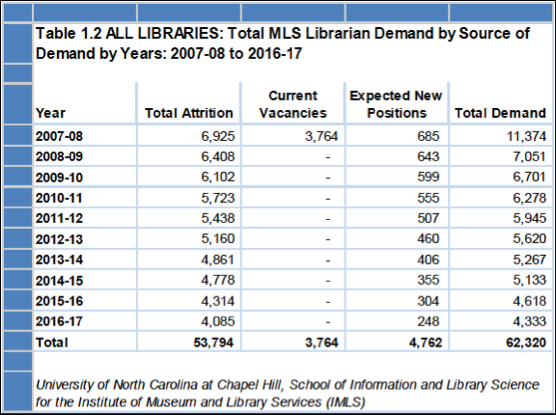 Table 1.2 ALL LIBRARIES: Total MLS Librarian Demand by Source of
Demand by Years: 2007-08 to 2016-17
Year Total Attrition Current Vacancies Expected New Positions Total Demand
2007-08 6,925 3,764 685 11,374
2008-09 6,408 - 643 7,051
2009-10 6,102 - 599 6,701
2010-11 5,723 - 555 6,278
2011-12 5,438 - 507 5,945
2012-13 5,160 - 460 5,620
2013-14 4,861 - 406 5,267
2014-15 4,778 - 355 5,133
2015-16 4,314 - 304 4,618
2016-17 4,085 - 248 4,333
Total 53,794 3,764 4,762 62,320
University of North Carolina at Chapel Hill, School of Information and Library Science
for the Institute of Museum and Library Services (IMLS)